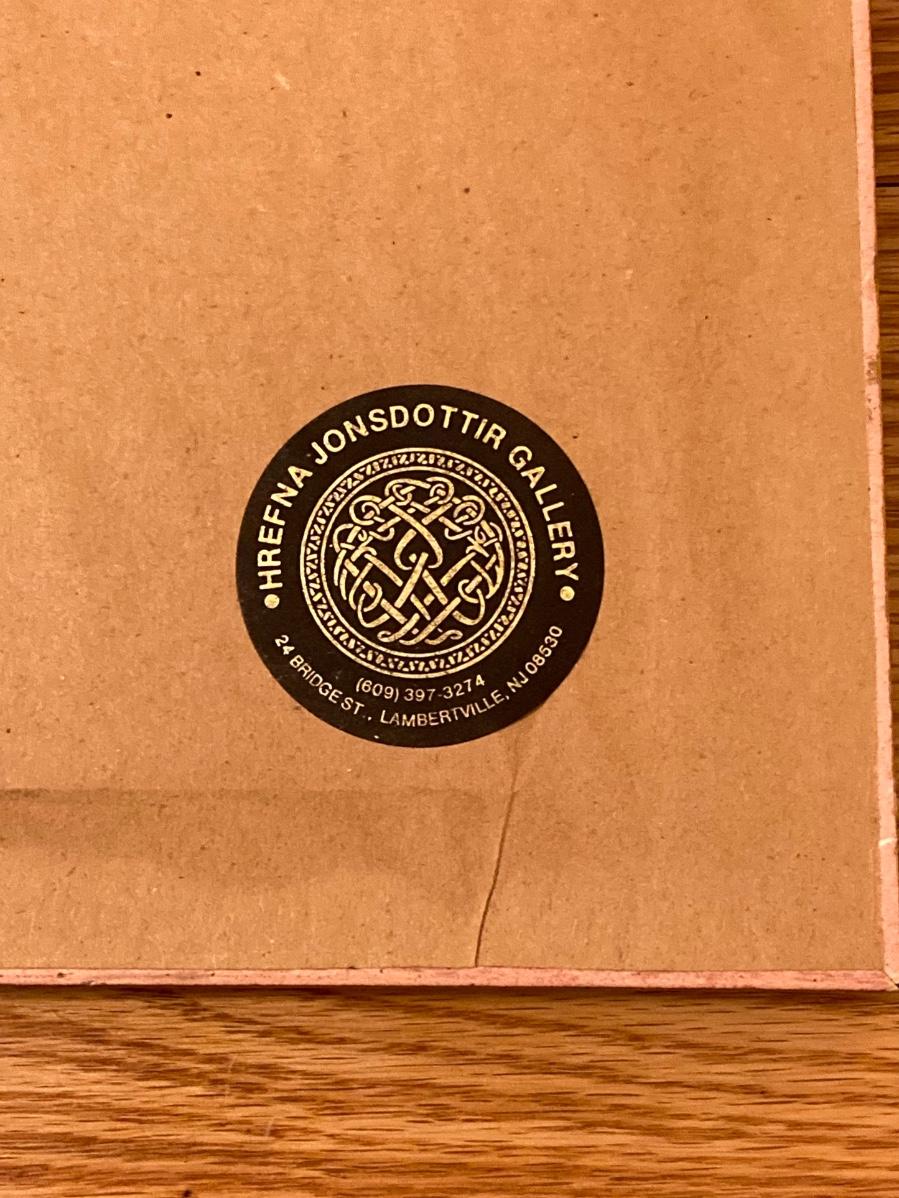 HREFNA JONSDOTTIR GALLERY
(609) 397-3274
24 BRIDGE ST., LAMBERTVILLE, NJ 08530